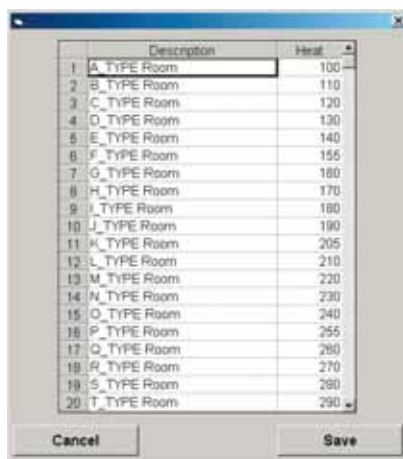 Description Heat
1 A_TYPE Room 100
2 B_TYPE Room 110
3 C_TYPE Room 120
4 D_TYPE Room 130
5 E_TYPE Room 140
6 F_TYPE Room 155
7 G_TYPE Room 160
8 H_TYPE Room 170
9 I_TYPE Room 180
10 J_TYPE Room 190
11 K_TYPE Room 205
12 L_TYPE Room 210
13 M_TYPE Room 220
14 N_TYPE Room 230
15 O_TYPE Room 240
16 P_TYPE Room 255
17 Q_TYPE Room 260
18 R_TYPE Room 270
19 S_TYPE Room 280
20 T_TYPE Room 290
Cancel Save